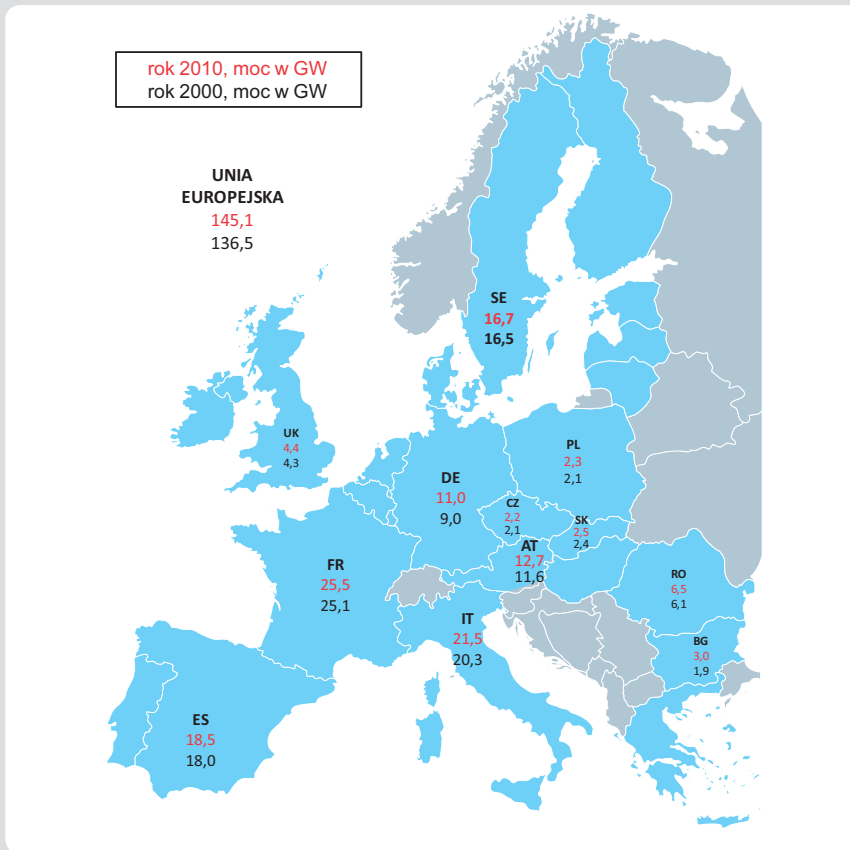 rok 2010, moc w GW
rok 2000, moc w GW
UNIA
EUROPEJSKA
145,1
136,5
SE
16,7
16,5
UK
4,4
4,3
PL
2,3
2,1
DE
11,0
9,0
CZ
2,2
2,1
SK
2,5
2,4
AT
12,7
11,6
FR
25,5
25,1
RO
6,5
6,1
IT
21,5
20,3
BG
3,0
1,9
ES
18,5
18,0